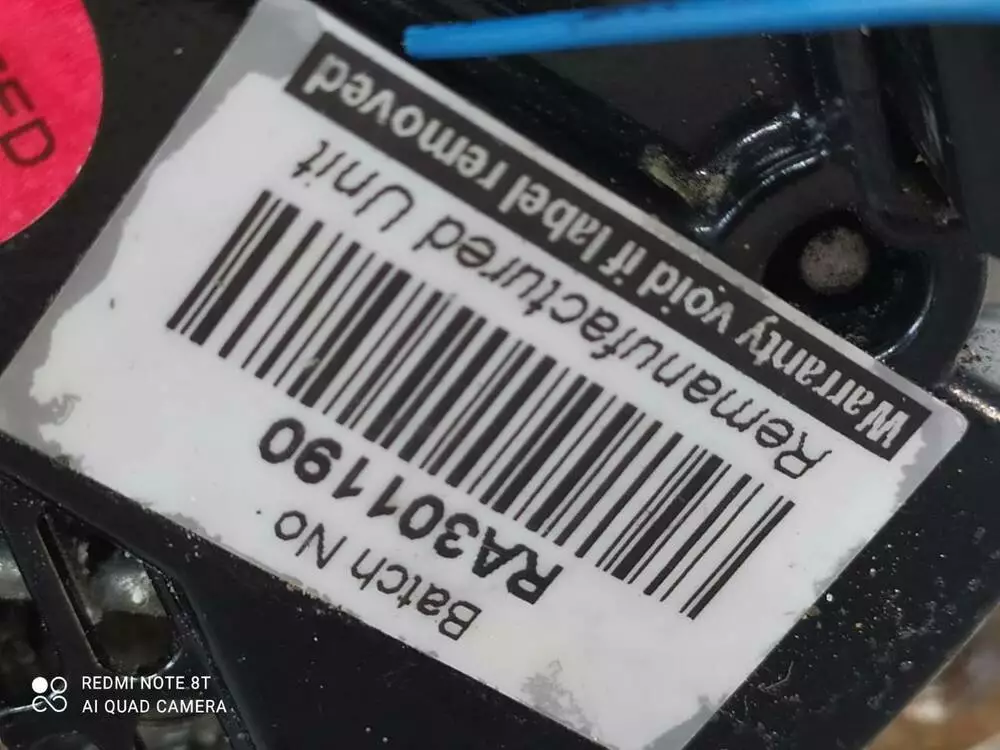 Warranty void if label removed
Remanufactured Unit
RA301190
Batch No
REDMI NOTE 8T
AI QUAD CAMERA